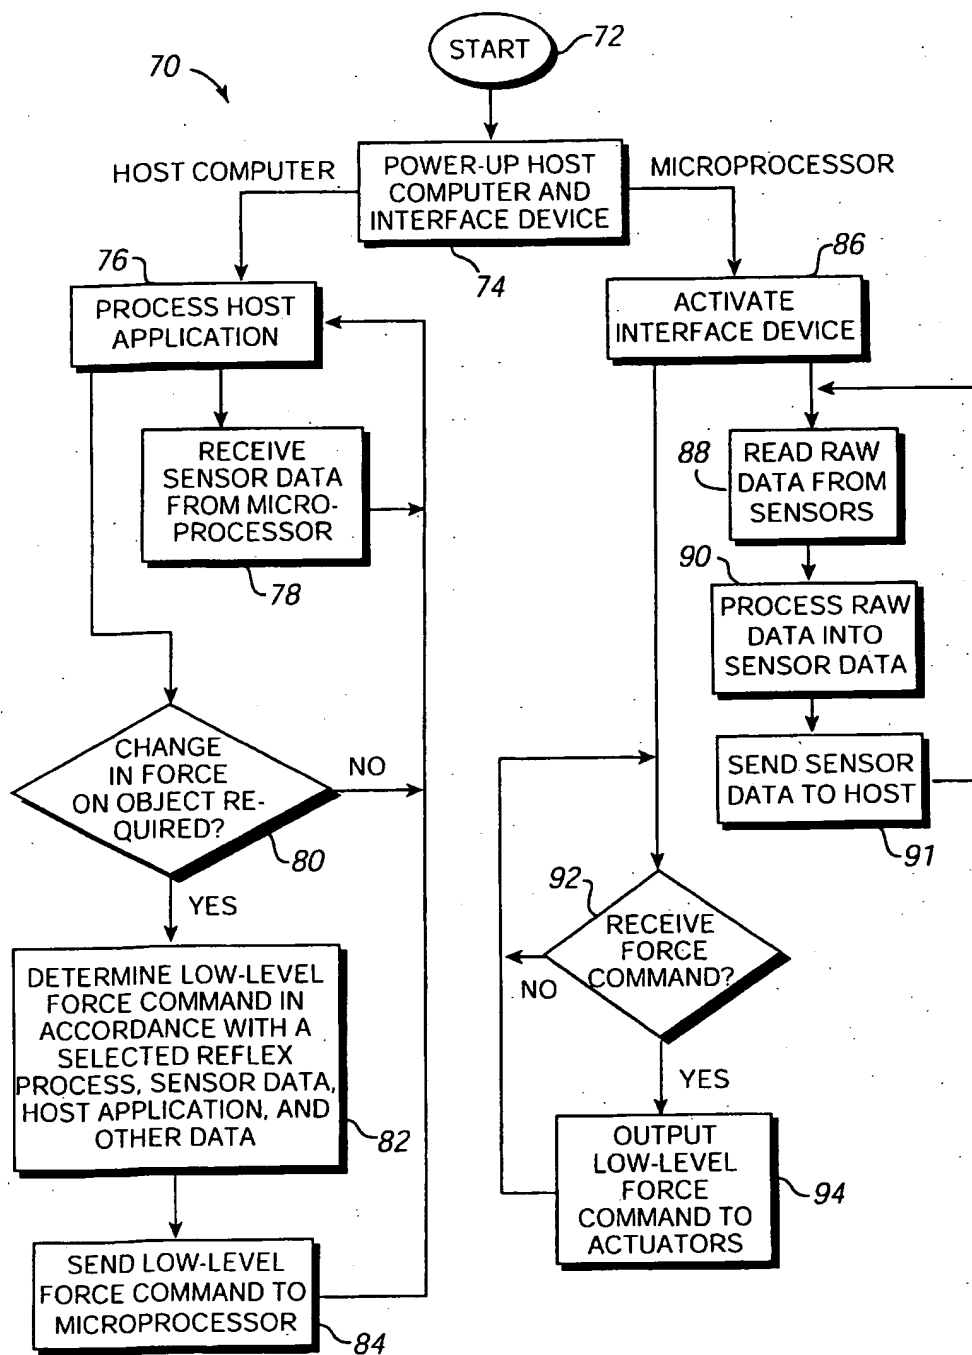 START
72
70
HOST COMPUTER
POWER-UP HOST
COMPUTER AND
INTERFACE DEVICE
MICROPROCESSOR
74
76
PROCESS HOST
APPLICATION
86
ACTIVATE
INTERFACE DEVICE
RECEIVE
SENSOR DATA
FROM MICRO-
PROCESSOR
78
88
READ RAW
DATA FROM
SENSORS
90
PROCESS RAW
DATA INTO
SENSOR DATA
SEND SENSOR
DATA TO HOST
91
CHANGE
IN FORCE
ON OBJECT RE-
QUIRED?
NO
80
YES
92
RECEIVE
FORCE
COMMAND?
NO
YES
DETERMINE LOW-LEVEL
FORCE COMMAND IN
ACCORDANCE WITH A
SELECTED REFLEX
PROCESS, SENSOR DATA,
HOST APPLICATION, AND
OTHER DATA
82
OUTPUT
LOW-LEVEL
FORCE
COMMAND TO
ACTUATORS
94
SEND LOW-LEVEL
FORCE COMMAND TO
MICROPROCESSOR
84